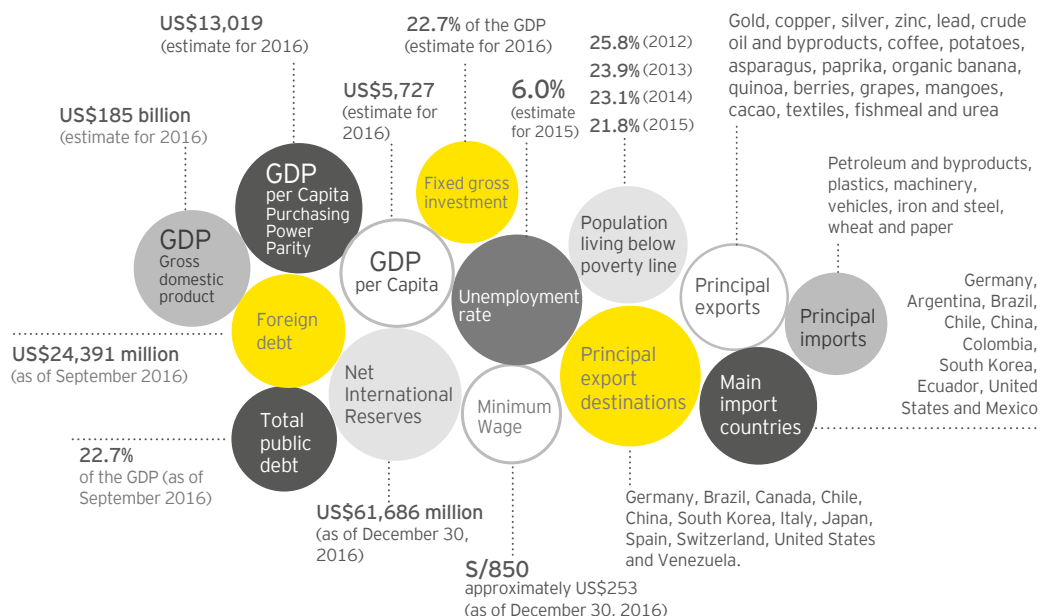 US$13,019
(estimate for 2016)
22.7% of the GDP
(estimate for 2016)
25.8% (2012)
23.9% (2013)
23.1% (2014)
21.8% (2015)
Gold, copper, silver, zinc, lead, crude
oil and byproducts, coffee, potatoes,
asparagus, paprika, organic banana,
quinoa, berries, grapes, mangoes,
cacao, textiles, fishmeal and urea
US$185 billion
(estimate for 2016)
US$5,727
(estimate for
2016)
6.0%
(estimate
for 2015)
Petroleum and byproducts,
plastics, machinery,
vehicles, iron and steel,
wheat and paper
GDP
per Capita
Purchasing
Power
Parity
Fixed gross
investment
GDP
Gross
domestic
product
GDP
per Capita
Population
living below
poverty line
Unemployment
rate
Principal
exports
Principal
imports
Germany,
Argentina, Brazil,
Chile, China,
Colombia,
South Korea,
Ecuador, United
States and Mexico
Foreign
debt
US$24,391 million
(as of September 2016)
Net
International
Reserves
Principal
export
destinations
Main
import
countries
Minimum
Wage
Total
public
debt
22.7%
of the GDP (as of
September 2016)
US$61,686 million
(as of December 30,
2016)
Germany, Brazil, Canada, Chile,
China, South Korea, Italy, Japan,
Spain, Switzerland, United States
and Venezuela.
S/850
approximately US$253
(as of December 30, 2016)